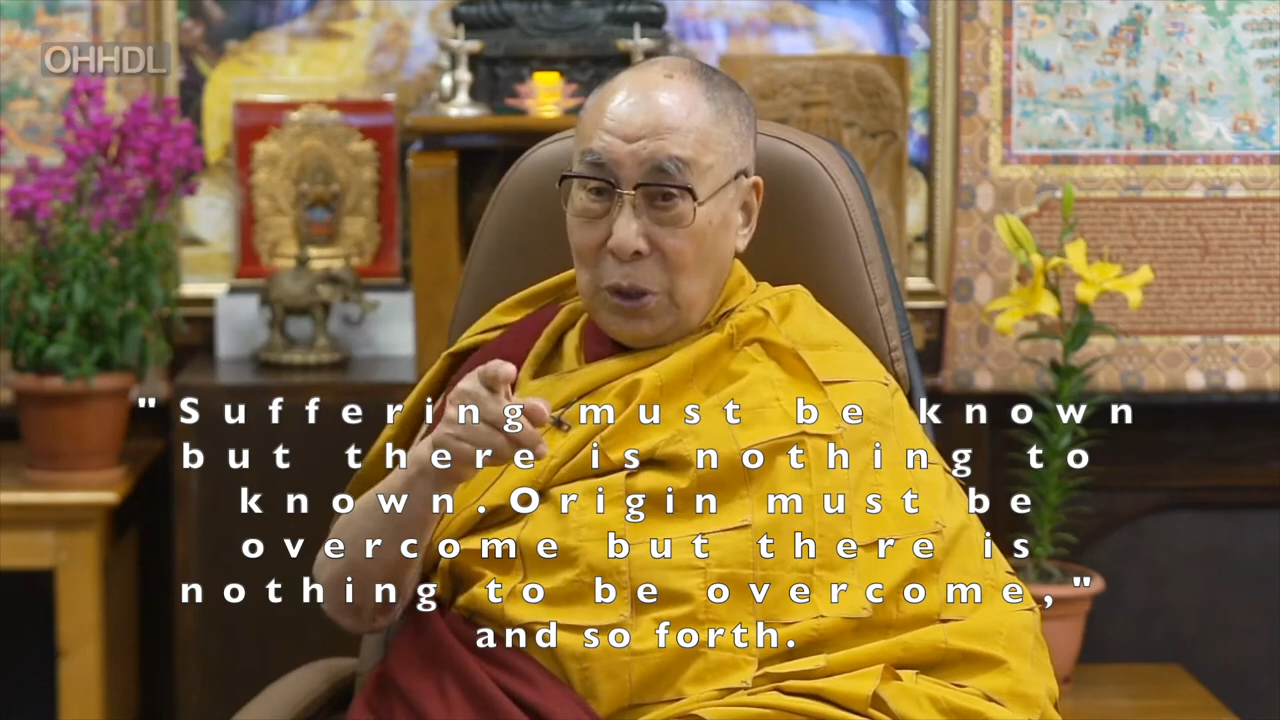 OHHDL
"Suffering must be known
but there is nothing to
known.Origin must be
overcome but there is
nothing to be overcome,"
and so forth.